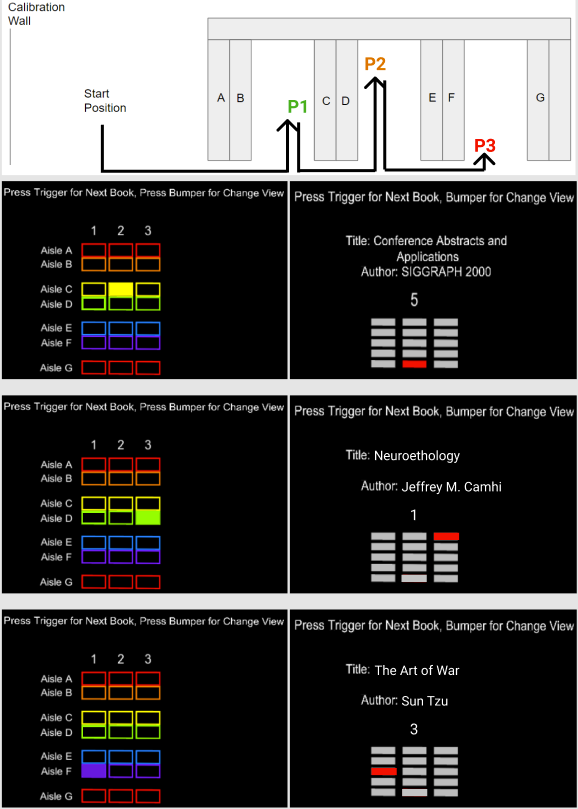 Calibration
Wall
Start
Position
A B C D E F G
P1
P2
P3
Press Trigger for Next Book, Press Bumper for Change View
1 2 3
Aisle A
Aisle B
Aisle C
Aisle D
Aisle E
Aisle F
Aisle G
Press Trigger for Next Book, Bumper for Change View
Title: Conference Abstracts and
Applications
Author: SIGGRAPH 2000
5
Press Trigger for Next Book, Press Bumper for Change View
1 2 3
Aisle A
Aisle B
Aisle C
Aisle D
Aisle E
Aisle F
Aisle G
Press Trigger for Next Book, Bumper for Change View
Title: Neuroethology
Author: Jeffrey M. Camhi
1
Press Trigger for Next Book, Press Bumper for Change View
1 2 3
Aisle A
Aisle B
Aisle C
Aisle D
Aisle E
Aisle F
Aisle G
Press Trigger for Next Book, Bumper for Change View
Title: The Art of War
Author: Sun Tzu
3